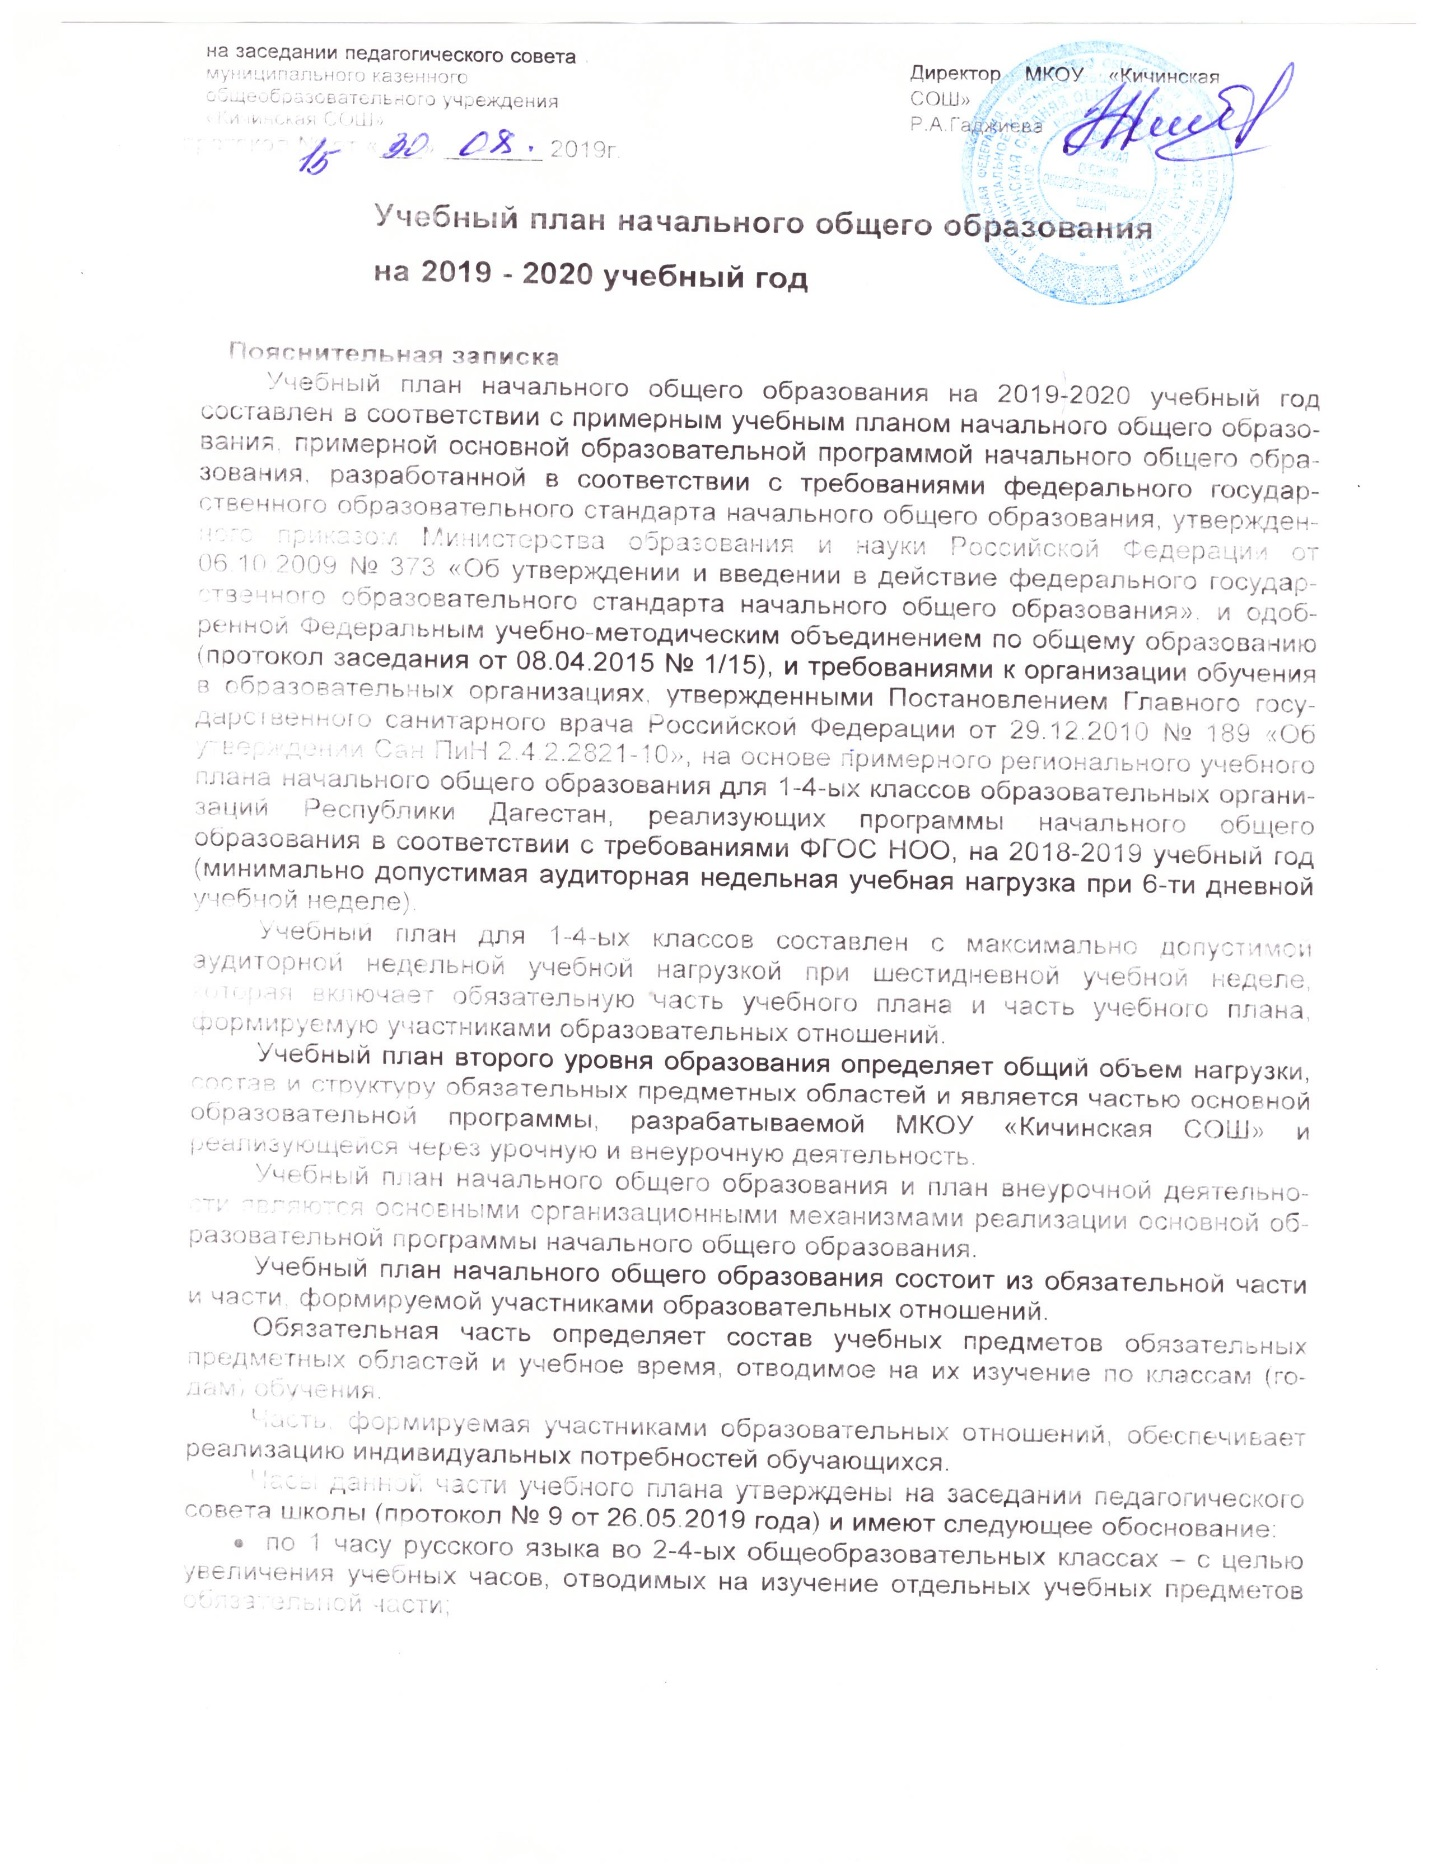 на заседании педагогического совета
муниципального казенного
общеобразовательного учреждения
«Кичинская СОШ»
15 30 08. 2019г.
Директор МКОУ «Кичинская
СОШ»
Р.А.Гаджиева
Учебный план начального общего образования
на 2019 - 2020 учебный год
Пояснительная записка
Учебный план начального общего образования на 2019-2020 учебный год
составлен в соответствии с примерным учебным планом начального общего образо-
вания, примерной основной образовательной программой начального общего обра-
зования, разработанной в соответствии с требованиями федерального государ-
ственного образовательного стандарта начального общего образования, утвержден-
ного приказом Министерства образования и науки Российской Федерации от
06.10.2009 № 373 «Об утверждении и введении в действие федерального государ-
ственного образовательного стандарта начального общего образования», и одоб-
ренной Федеральным учебно-методическим объединением по общему образованию
(протокол заседания от 08.04.2015 № 1/15), и требованиями к организации обучения
в образовательных организациях, утвержденными Постановлением Главного госу-
дарственного санитарного врача Российской Федерации от 29.12.2010 № 189 «Об
утверждении Сан ПиН 2.4.2.2821-10», на основе примерного регионального учебного
плана начального общего образования для 1-4-ых классов образовательных органи-
заций Республики Дагестан, реализующих программы начального общего
образования в соответствии с требованиями ФГОС НОО, на 2018-2019 учебный год
(минимально допустимая аудиторная недельная учебная нагрузка при 6-ти дневной
учебной неделе).
Учебный план для 1-4-ых классов составлен с максимально допустимой
аудиторной недельной учебной нагрузкой при шестидневной учебной неделе,
которая включает обязательную часть учебного плана и часть учебного плана,
формируемую участниками образовательных отношений.
Учебный план второго уровня образования определяет общий объем нагрузки,
состав и структуру обязательных предметных областей и является частью основной
образовательной программы, разрабатываемой МКОУ «Кичинская СОШ» и
реализующейся через урочную и внеурочную деятельность.
Учебный план начального общего образования и план внеурочной деятельно-
сти являются основными организационными механизмами реализации основной об-
разовательной программы начального общего образования.
Учебный план начального общего образования состоит из обязательной части
и части, формируемой участниками образовательных отношений.
Обязательная часть определяет состав учебных предметов обязательных
предметных областей и учебное время, отводимое на их изучение по классам (го-
дам) обучения.
Часть, формируемая участниками образовательных отношений, обеспечивает
реализацию индивидуальных потребностей обучающихся.
Часы данной части учебного плана утверждены на заседании педагогического
совета школы (протокол № 9 от 26.05.2019 года) и имеют следующее обоснование:
• по 1 часу русского языка во 2-4-ых общеобразовательных классах – с целью
увеличения учебных часов, отводимых на изучение отдельных учебных предметов
обязательной части;